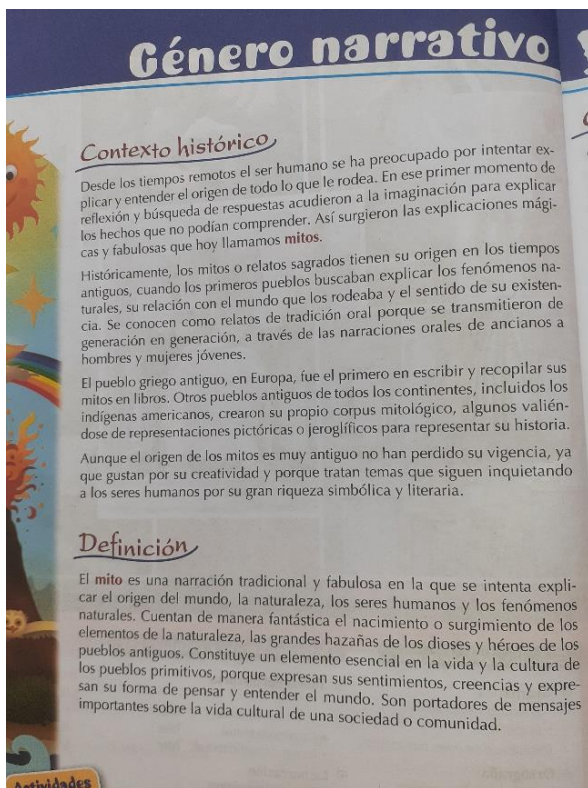 Género narrativo
Contexto histórico
Desde los tiempos remotos el ser humano se ha preocupado por intentar ex-
plicar y entender el origen de todo lo que le rodea. En ese primer momento de
reflexión y búsqueda de respuestas acudieron a la imaginación para explicar
los hechos que no podían comprender. Así surgieron las explicaciones mági-
cas y fabulosas que hoy llamamos mitos.
Históricamente, los mitos o relatos sagrados tienen su origen en los tiempos
antiguos, cuando los primeros pueblos buscaban explicar los fenómenos na-
turales, su relación con el mundo que los rodeaba y el sentido de su existen-
cia. Se conocen como relatos de tradición oral porque se transmitieron de
generación en generación, a través de las narraciones orales de ancianos a
hombres y mujeres jóvenes.
El pueblo griego antiguo, en Europa, fue el primero en escribir y recopilar sus
mitos en libros. Otros pueblos antiguos de todos los continentes, incluidos los
indígenas americanos, crearon su propio corpus mitológico, algunos valién-
dose de representaciones pictóricas o jeroglíficos para representar su historia.
Aunque el origen de los mitos es muy antiguo no han perdido su vigencia, ya
que gustan por su creatividad y porque tratan temas que siguen inquietando
a los seres humanos por su gran riqueza simbólica y literaria.
Definición
El mito es una narración tradicional y fabulosa en la que se intenta expli-
car el origen del mundo, la naturaleza, los seres humanos y los fenómenos
naturales. Cuentan de manera fantástica el nacimiento o surgimiento de los
elementos de la naturaleza, las grandes hazañas de los dioses y héroes de los
pueblos antiguos. Constituye un elemento esencial en la vida y la cultura de
los pueblos primitivos, porque expresan sus sentimientos, creencias y expre-
san su forma de pensar y entender el mundo. Son portadores de mensajes
importantes sobre la vida cultural de una sociedad o comunidad.
Actividades